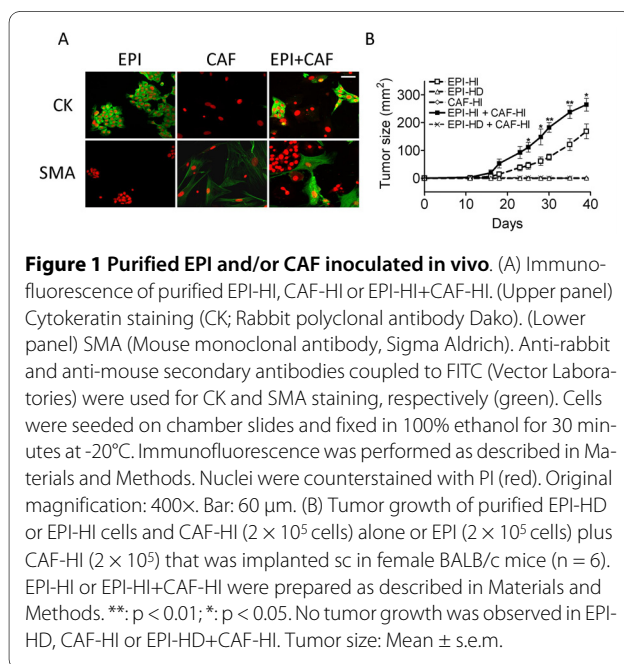 A
B
EPI CAF EPI+CAF
CK
SMA
Tumor size (mm²)
300
200
100
0
EPI-HI
EPI-HD
CAF-HI
EPI-HI + CAF-HI
EPI-HD + CAF-HI
* * ** ** *
0 10 20 30 40
Days
Figure 1 Purified EPI and/or CAF inoculated in vivo. (A) Immuno-
fluorescence of purified EPI-HI, CAF-HI or EPI-HI+CAF-HI. (Upper panel)
Cytokeratin staining (CK; Rabbit polyclonal antibody Dako). (Lower
panel) SMA (Mouse monoclonal antibody, Sigma Aldrich). Anti-rabbit
and anti-mouse secondary antibodies coupled to FITC (Vector Labora-
tories) were used for CK and SMA staining, respectively (green). Cells
were seeded on chamber slides and fixed in 100% ethanol for 30 min-
utes at -20°C. Immunofluorescence was performed as described in Ma-
terials and Methods. Nuclei were counterstained with PI (red). Original
magnification: 400×. Bar: 60 μm. (B) Tumor growth of purified EPI-HD
or EPI-HI cells and CAF-HI (2 × 10⁵ cells) alone or EPI (2 × 10⁵ cells) plus
CAF-HI (2 × 10⁵) that was implanted sc in female BALB/c mice (n = 6).
EPI-HI or EPI-HI+CAF-HI were prepared as described in Materials and
Methods. **: p < 0.01; *: p < 0.05. No tumor growth was observed in EPI-
HD, CAF-HI or EPI-HD+CAF-HI. Tumor size: Mean ± s.e.m.